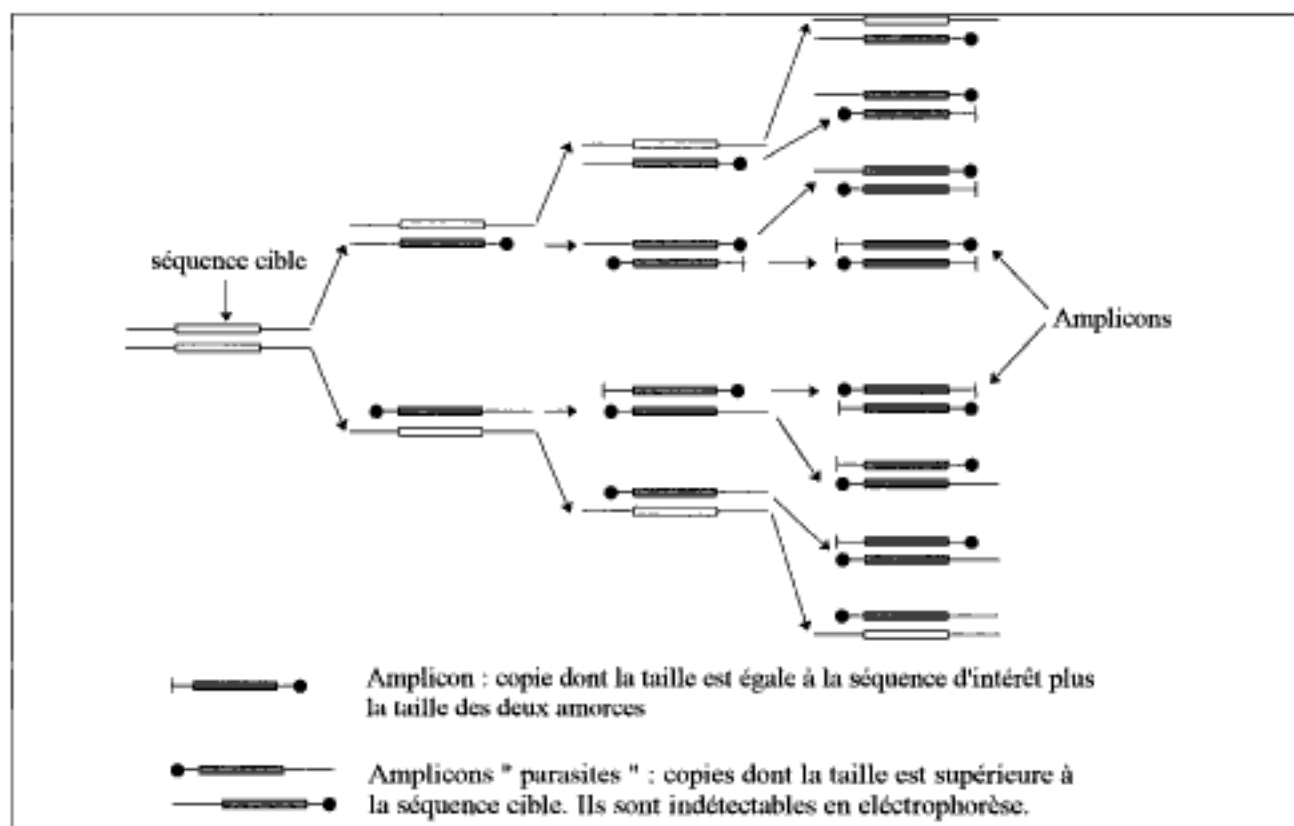 séquence cible
Amplicons
Amplicon : copie dont la taille est égale à la séquence d'intérêt plus
la taille des deux amorces
Amplicons " parasites " : copies dont la taille est supérieure à
la séquence cible. Ils sont indétectables en eléctrophorèse.